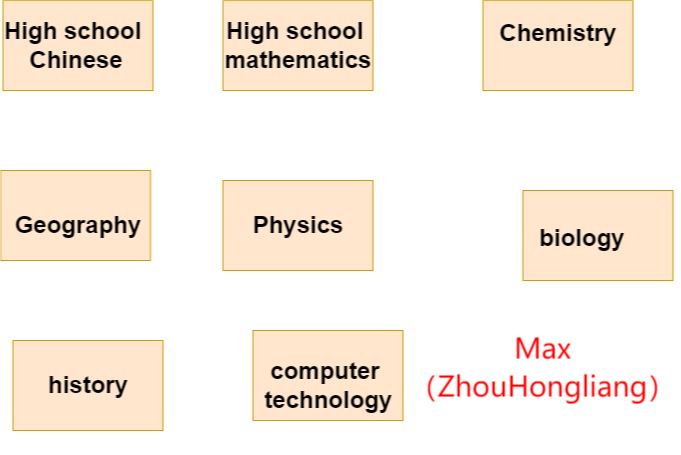 High school
Chinese
High school
mathematics
Chemistry
Geography
Physics
biology
history
computer
technology
Max
(ZhouHongliang)